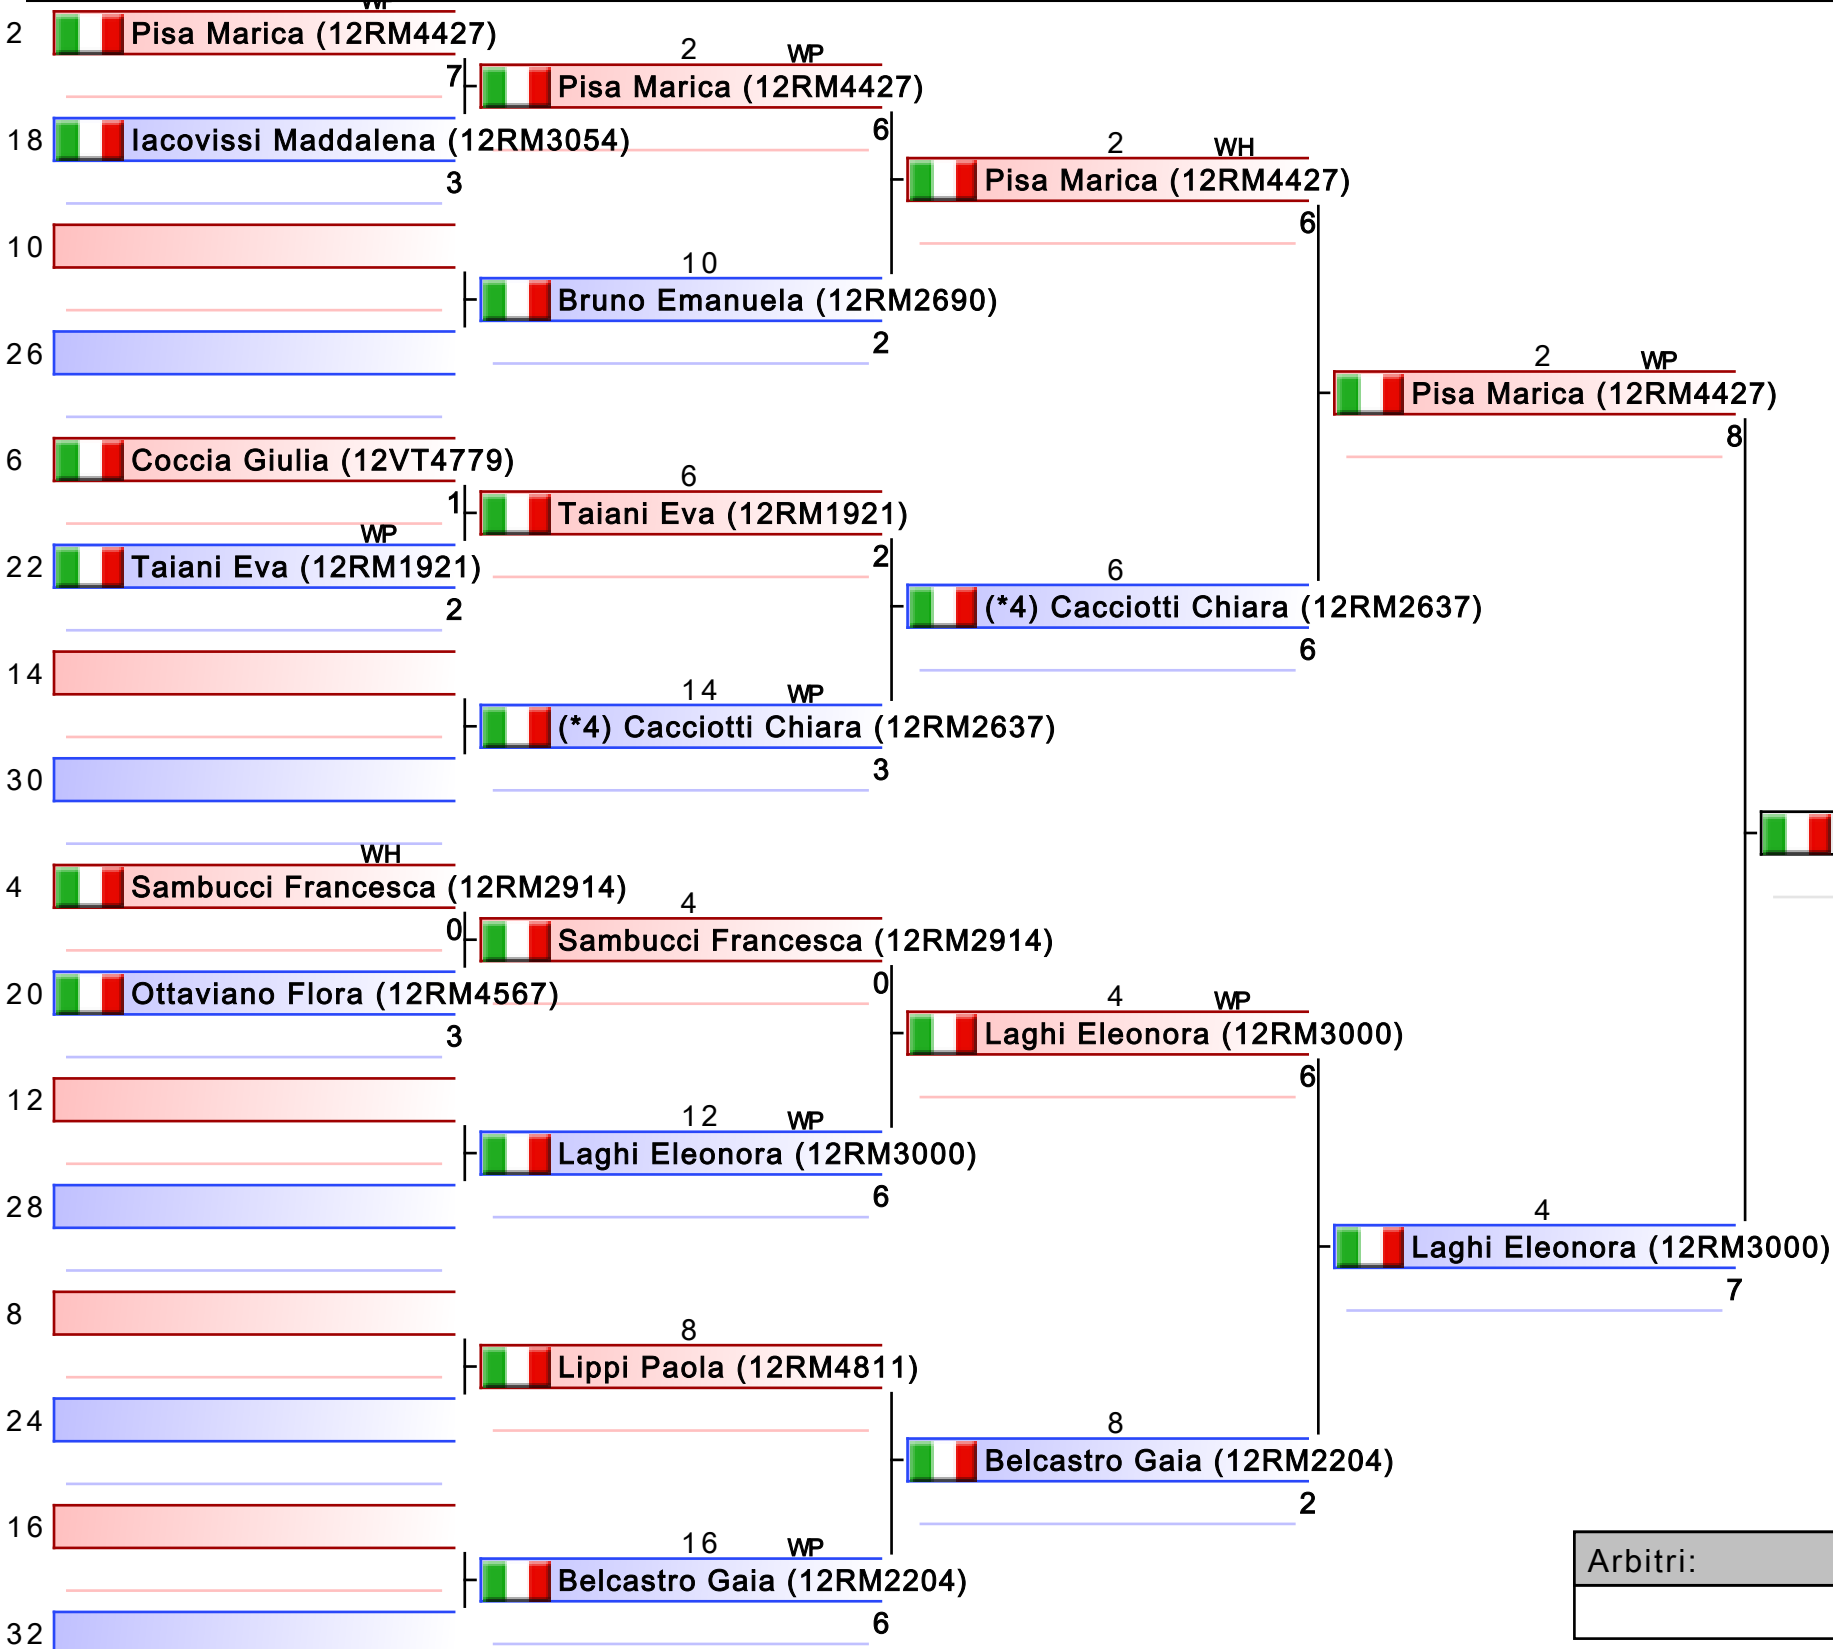 WP
2 Pisa Marica (12RM4427)
7
18 Iacovissi Maddalena (12RM3054)
3
10
26
6 Coccia Giulia (12VT4779)
1
WP
22 Taiani Eva (12RM1921)
2
14
30
WH
4 Sambucci Francesca (12RM2914)
0
20 Ottaviano Flora (12RM4567)
3
12
28
8
24
16
32
2 WP
Pisa Marica (12RM4427)
6
10
Bruno Emanuela (12RM2690)
2
6
Taiani Eva (12RM1921)
2
14 WP
(*4) Cacciotti Chiara (12RM2637)
3
4
Sambucci Francesca (12RM2914)
0
12 WP
Laghi Eleonora (12RM3000)
6
8
Lippi Paola (12RM4811)
16 WP
Belcastro Gaia (12RM2204)
6
2 WH
Pisa Marica (12RM4427)
6
6
(*4) Cacciotti Chiara (12RM2637)
6
4 WP
Laghi Eleonora (12RM3000)
6
8
Belcastro Gaia (12RM2204)
2
2 WP
Pisa Marica (12RM4427)
8
4
Laghi Eleonora (12RM3000)
7
Arbitri: